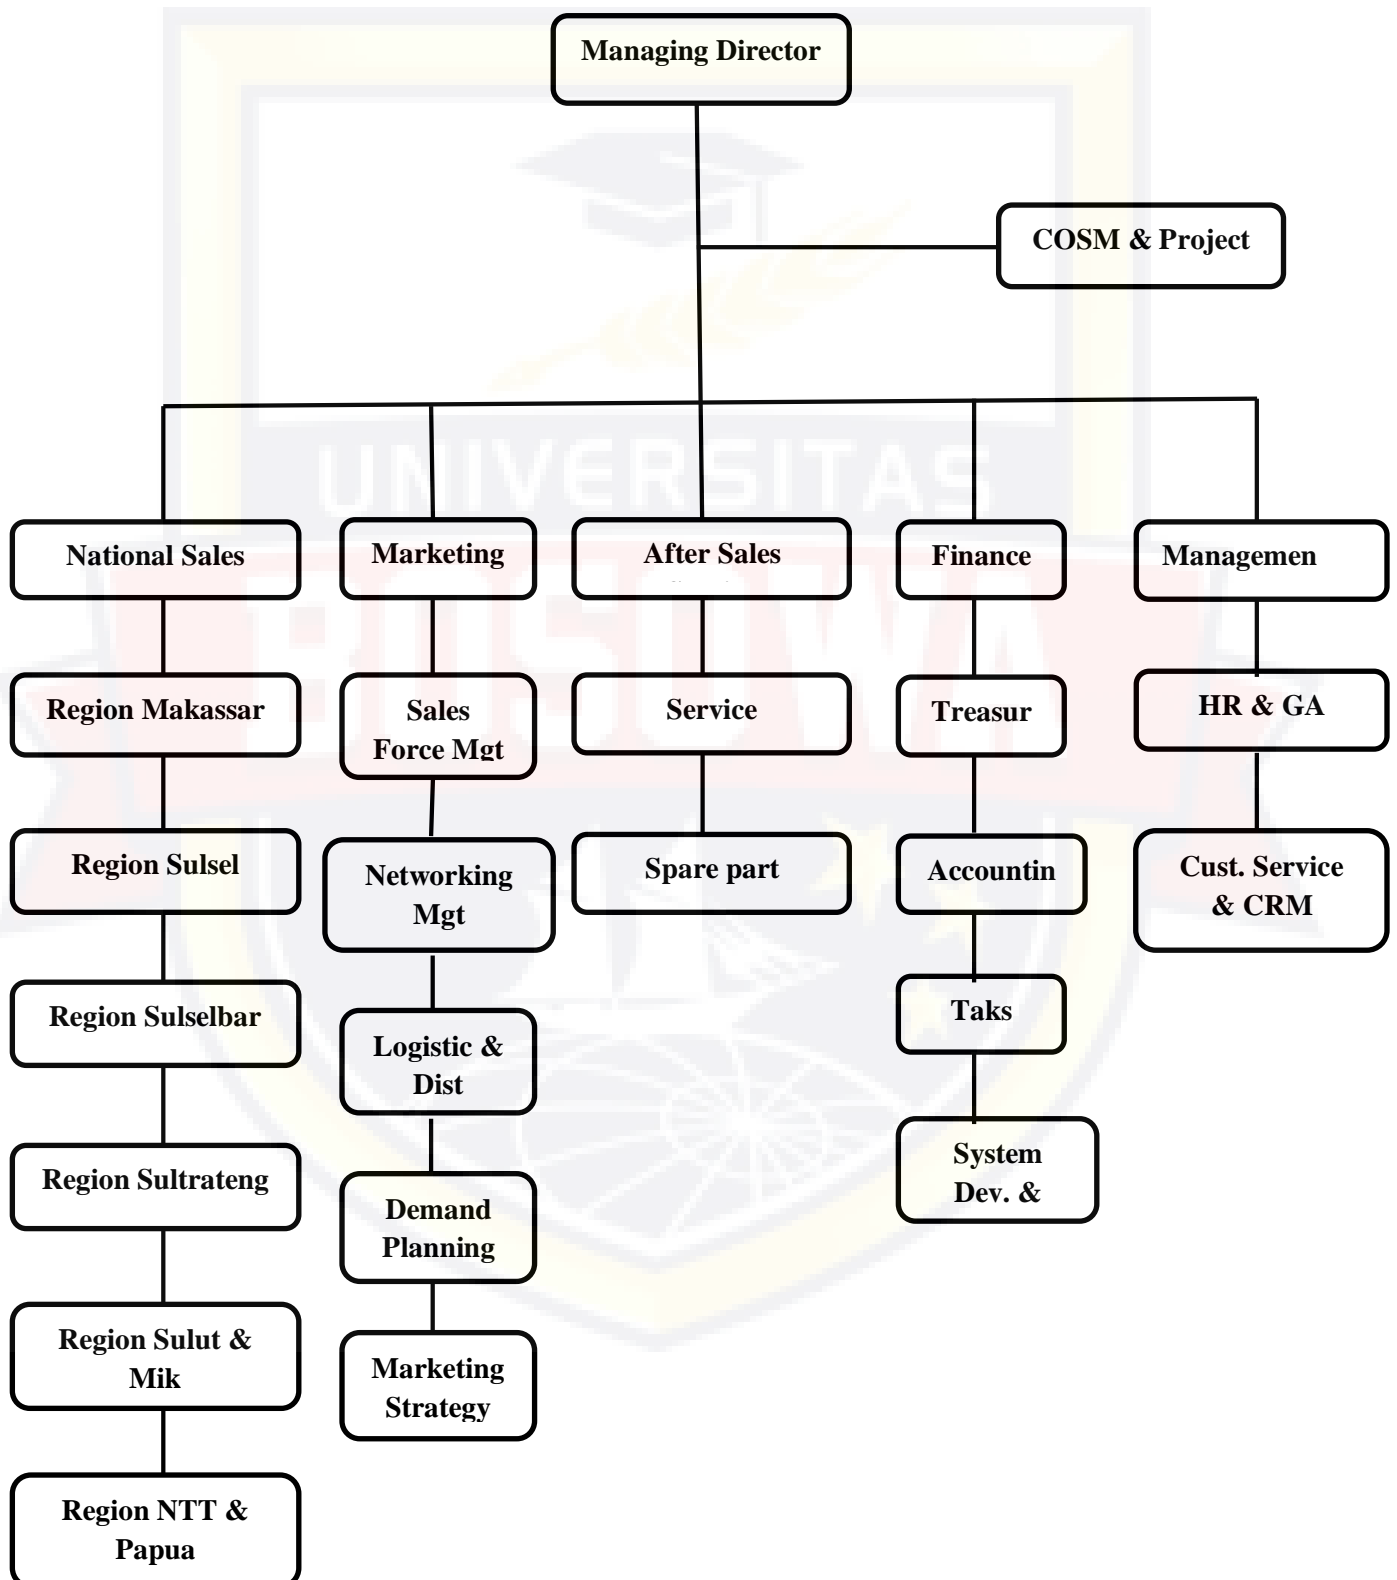 Managing Director
COSM & Project
UNIVERSITAS
BOSOWA
National Sales
Marketing
After Sales
Finance
Managemen
Region Makassar
Sales
Force Mgt
Service
Treasur
HR & GA
Region Sulsel
Networking
Mgt
Spare part
Accountin
Cust. Service
& CRM
Region Sulselbar
Logistic &
Dist
Taks
Region Sultrateng
Demand
Planning
System
Dev. &
Region Sulut &
Mik
Marketing
Strategy
Region NTT &
Papua